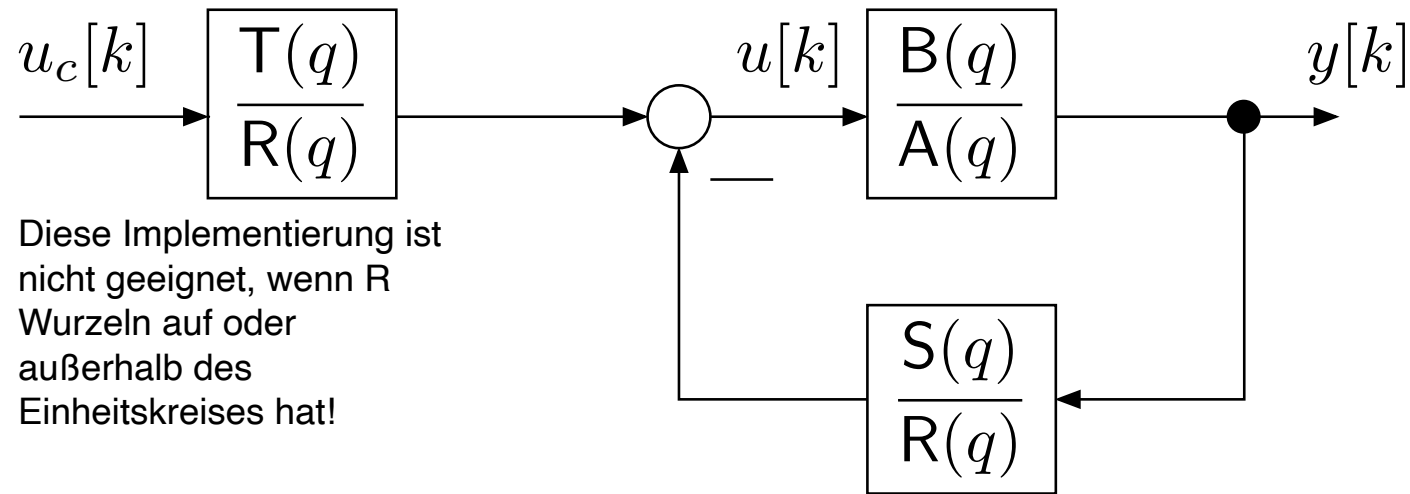 u_c[k]
T(q)
R(q)
u[k]
B(q)
A(q)
y[k]
—
Diese Implementierung ist
nicht geeignet, wenn R
Wurzeln auf oder
außerhalb des
Einheitskreises hat!
S(q)
R(q)